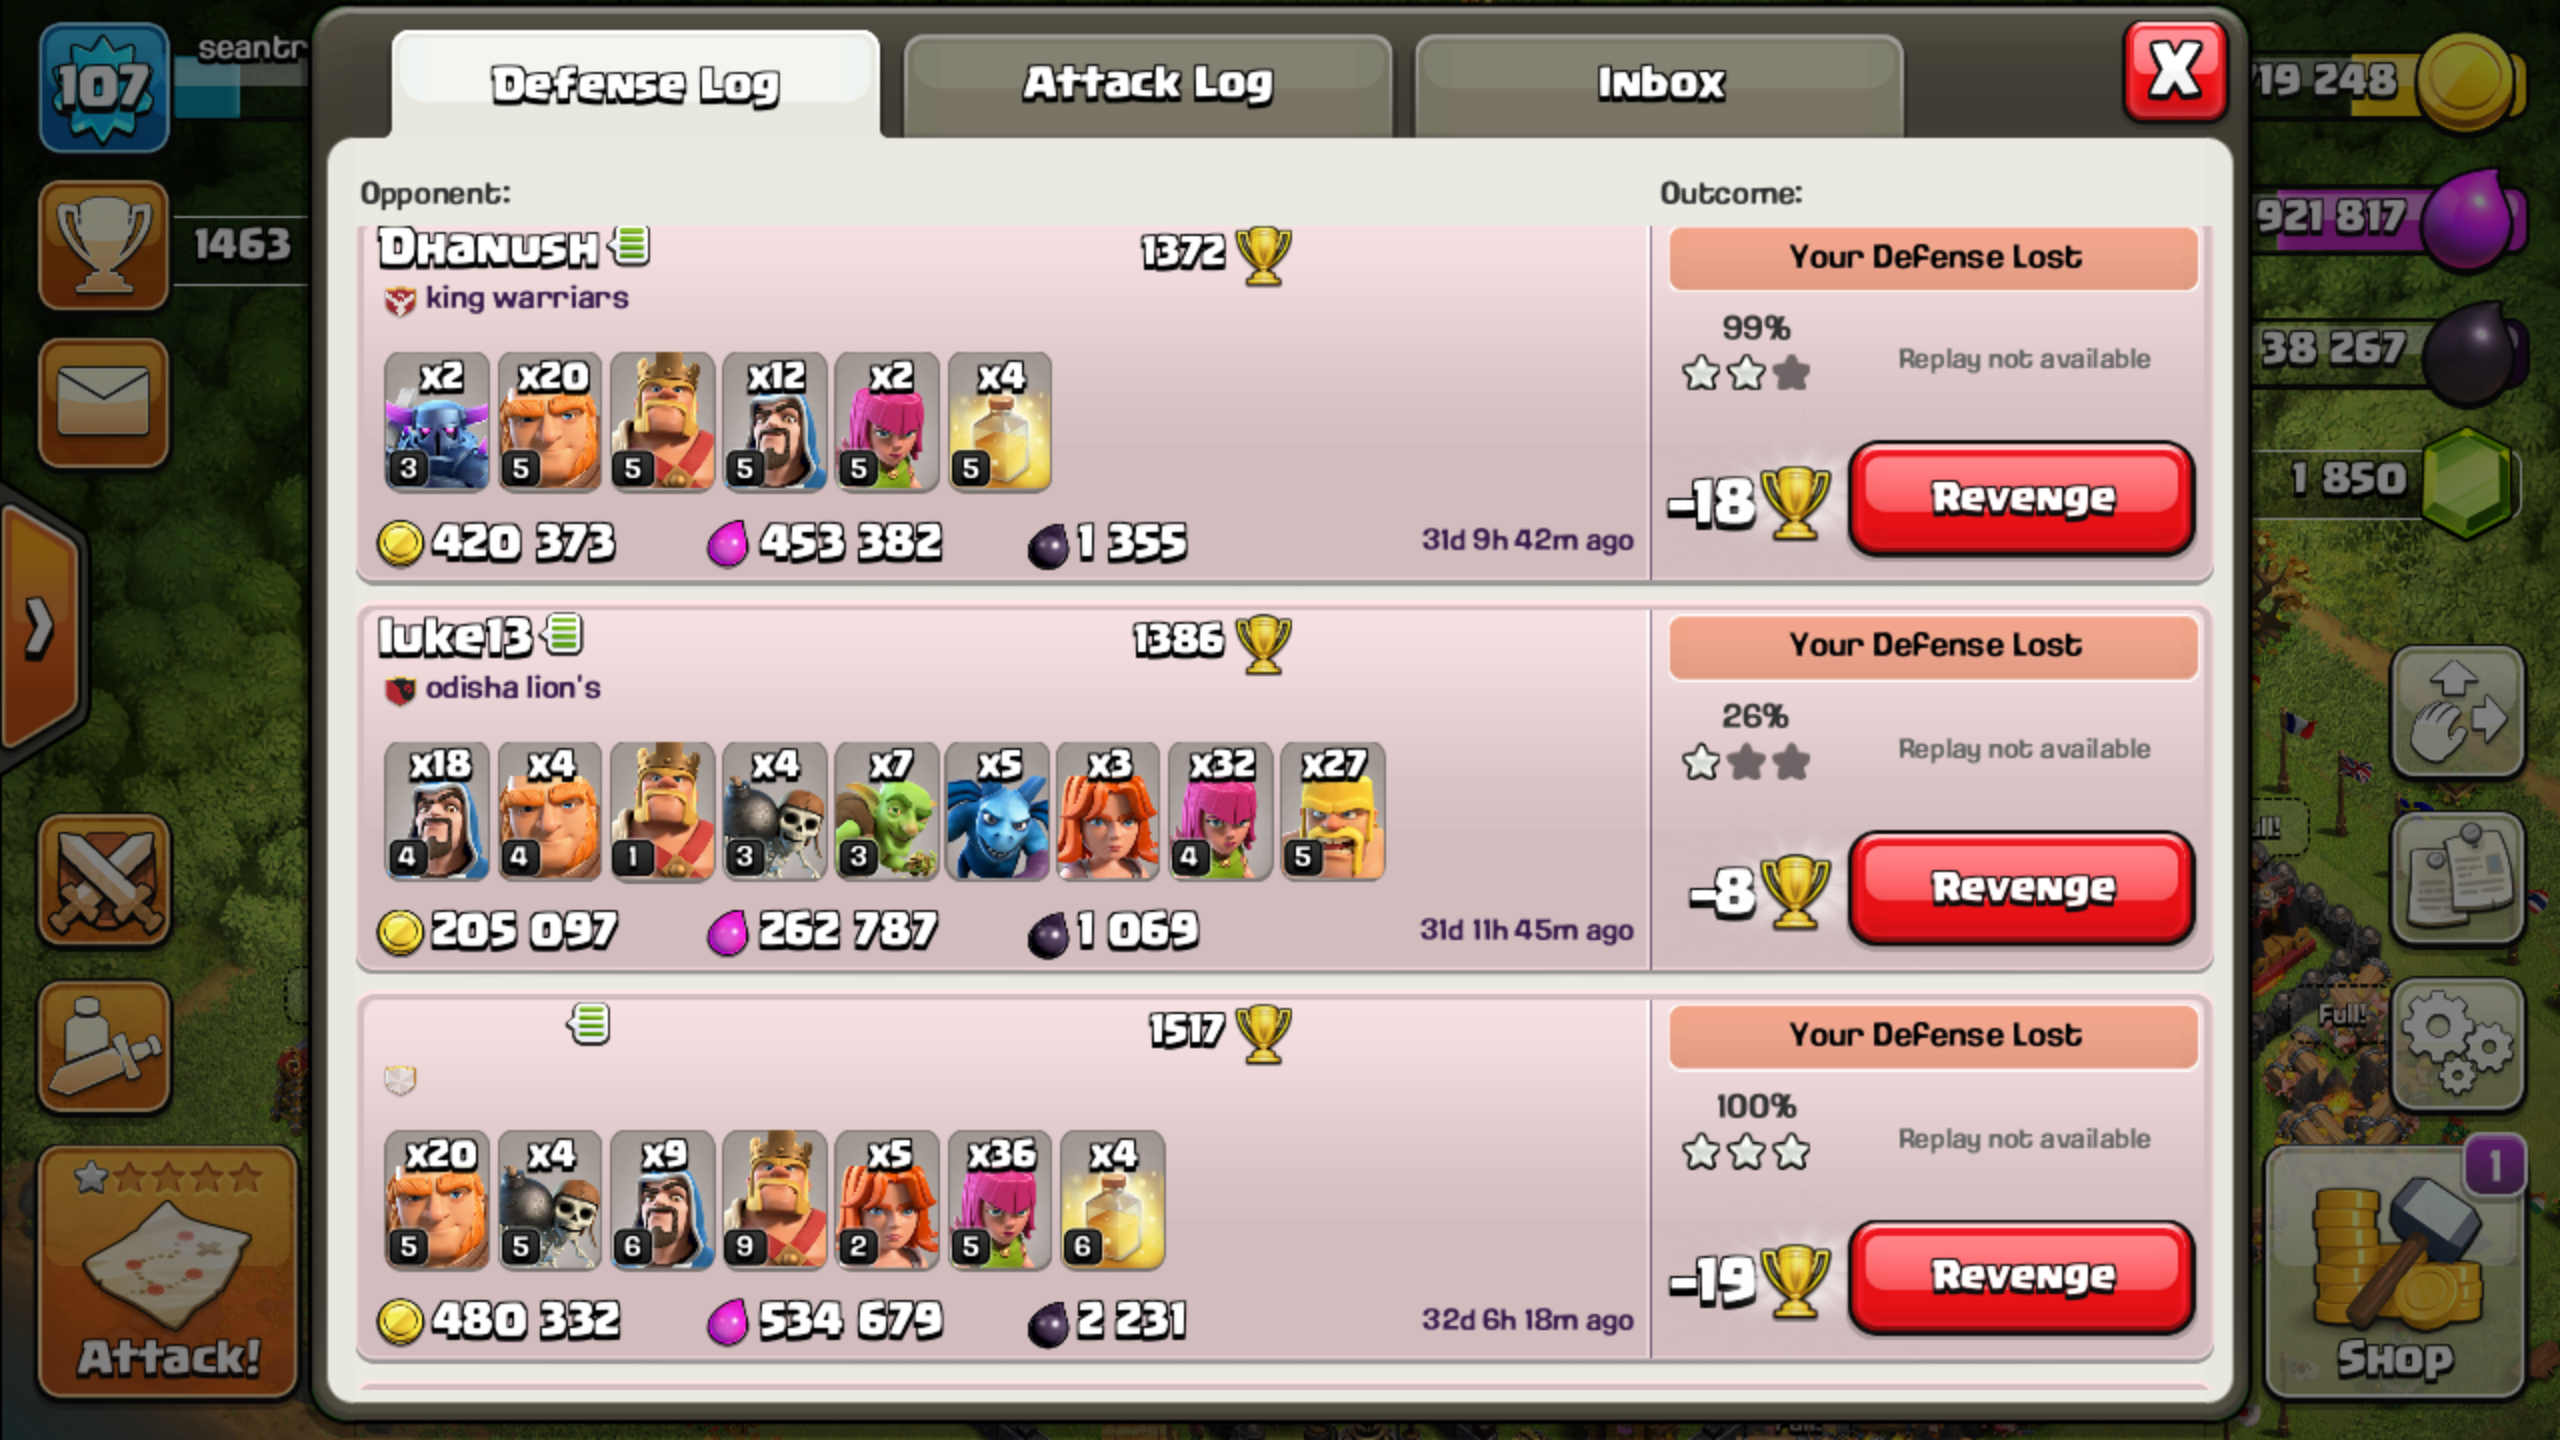 107
seantr
1463
Defense Log
Attack Log
Inbox
X
19 248
921 817
38 267
1 850
Opponent:
Outcome:
Dhanush
1372
king warriars
x2 x20 x12 x2 x4
3 5 5 5 5 5
420 373 453 382 1 355 31d 9h 42m ago
Your Defense Lost
99%
Replay not available
-18
Revenge
luke13
1386
odisha lion's
x18 x4 x4 x7 x5 x3 x32 x27
4 4 1 3 3 4 5
205 097 262 787 1 069 31d 11h 45m ago
Your Defense Lost
26%
Replay not available
-8
Revenge
1517
x20 x4 x9 x5 x36 x4
5 5 6 9 2 5 6
480 332 534 679 2 231 32d 6h 18m ago
Your Defense Lost
100%
Replay not available
-19
Revenge
Attack!
Full!
1
Shop